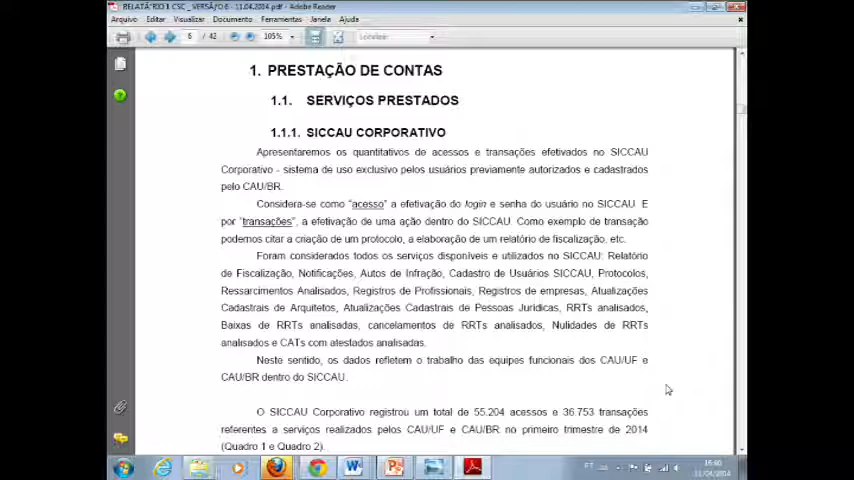 RELATÃ“RIO 1 CSC _ VERSÃƒO 6 - 11.04.2014.pdf - Adobe Reader
Arquivo Editar Visualizar Documento Ferramentas Janela Ajuda
6 / 42 105% Localizar
1. PRESTAÇÃO DE CONTAS
1.1. SERVIÇOS PRESTADOS
1.1.1. SICCAU CORPORATIVO
Apresentaremos os quantitativos de acessos e transações efetivados no SICCAU
Corporativo - sistema de uso exclusivo pelos usuários previamente autorizados e cadastrados
pelo CAU/BR.
Considera-se como "acesso" a efetivação do login e senha do usuário no SICCAU. E
por "transações", a efetivação de uma ação dentro do SICCAU. Como exemplo de transação
podemos citar a criação de um protocolo, a elaboração de um relatório de fiscalização, etc.
Foram considerados todos os serviços disponíveis e utilizados no SICCAU: Relatório
de Fiscalização, Notificações, Autos de Infração, Cadastro de Usuários SICCAU, Protocolos,
Ressarcimentos Analisados, Registros de Profissionais, Registros de empresas, Atualizações
Cadastrais de Arquitetos, Atualizações Cadastrais de Pessoas Jurídicas, RRTs analisados,
Baixas de RRTs analisadas, cancelamentos de RRTs analisados, Nulidades de RRTs
analisados e CATs com atestados analisadas.
Neste sentido, os dados refletem o trabalho das equipes funcionais dos CAU/UF e
CAU/BR dentro do SICCAU.
O SICCAU Corporativo registrou um total de 55.204 acessos e 36.753 transações
referentes a serviços realizados pelos CAU/UF e CAU/BR no primeiro trimestre de 2014
(Quadro 1 e Quadro 2).
PT
11/04/2014